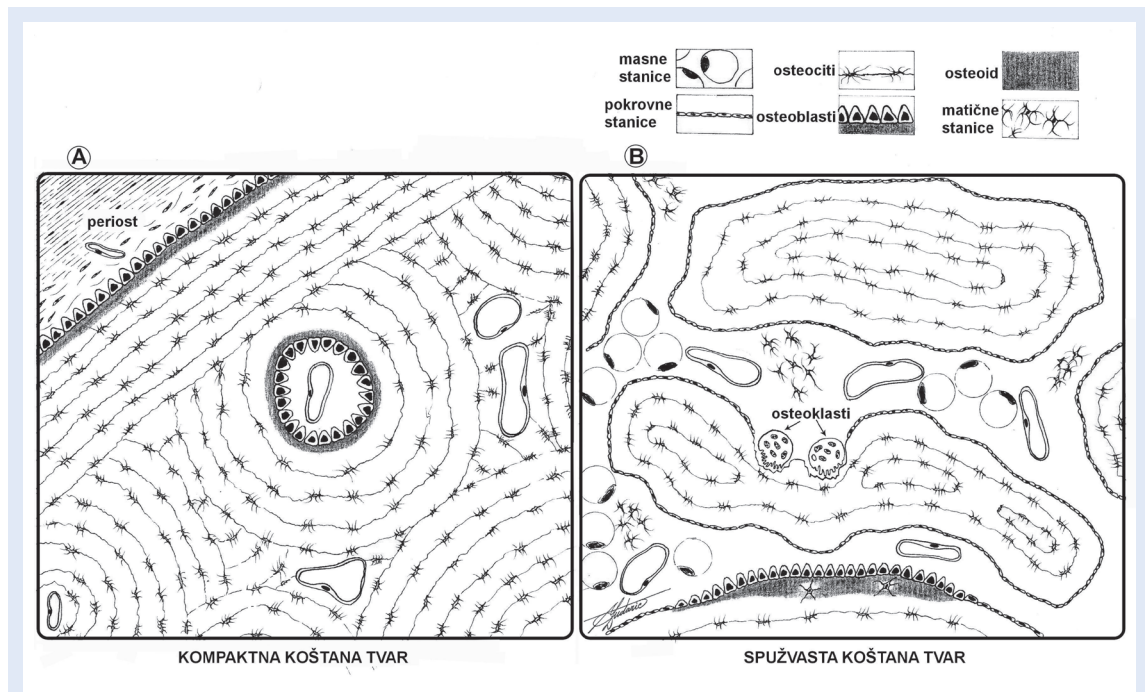 masne
stanice
osteociti
osteoid
pokrovne
stanice
osteoblasti
matične
stanice
A
B
periost
osteoklasti
KOMPAKTNA KOŠTANA TVAR
SPUŽVASTA KOŠTANA TVAR